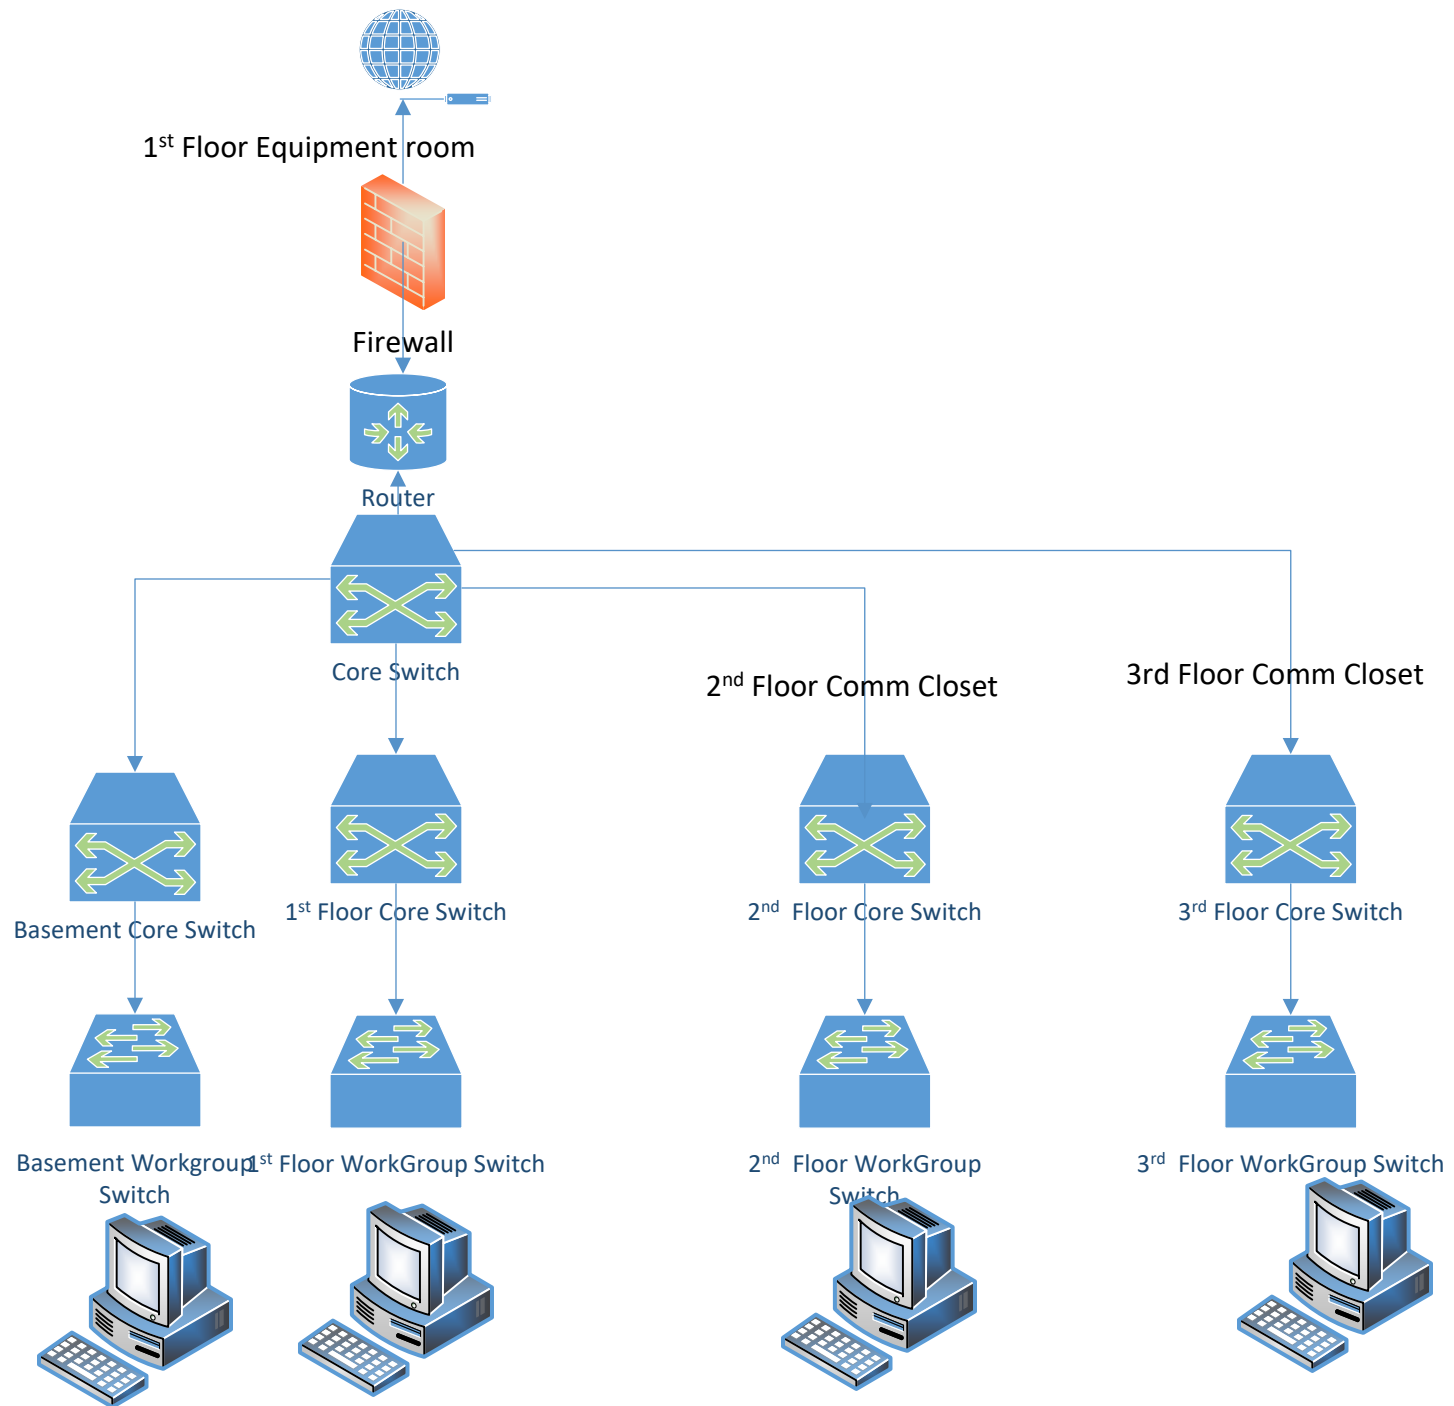 1st Floor Equipment room
Firewall
Router
Core Switch
2nd Floor Comm Closet
3rd Floor Comm Closet
Basement Core Switch
1st Floor Core Switch
2nd Floor Core Switch
3rd Floor Core Switch
Basement Workgroup
Switch
1st Floor WorkGroup Switch
2nd Floor WorkGroup
Switch
3rd Floor WorkGroup Switch